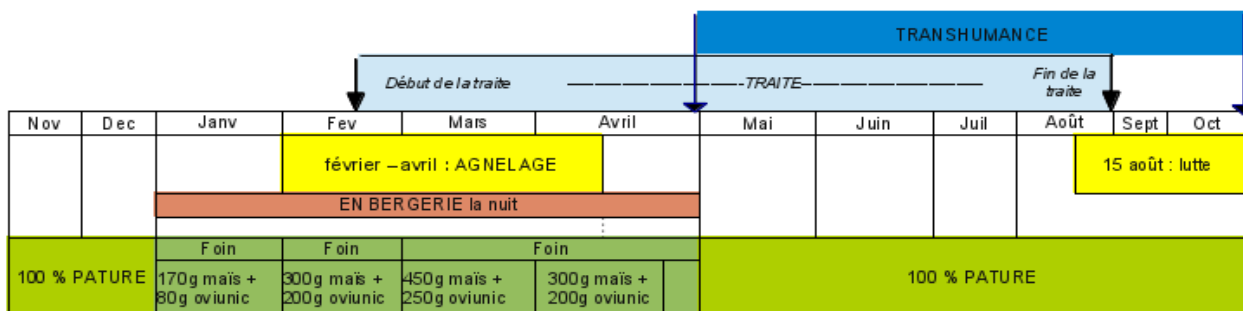 TRANSHUMANCE
Début de la traite
TRAITE
Fin de la
traite
Nov Dec Janv Fev Mars Avril Mai Juin Juil Août Sept Oct
février – avril : AGNELAGE
15 août : lutte
EN BERGERIE la nuit
Foin Foin Foin
100 % PATURE
170g maïs +
80g oviunic
300g maïs +
200g oviunic
450g maïs +
250g oviunic
300g maïs +
200g oviunic
100 % PATURE